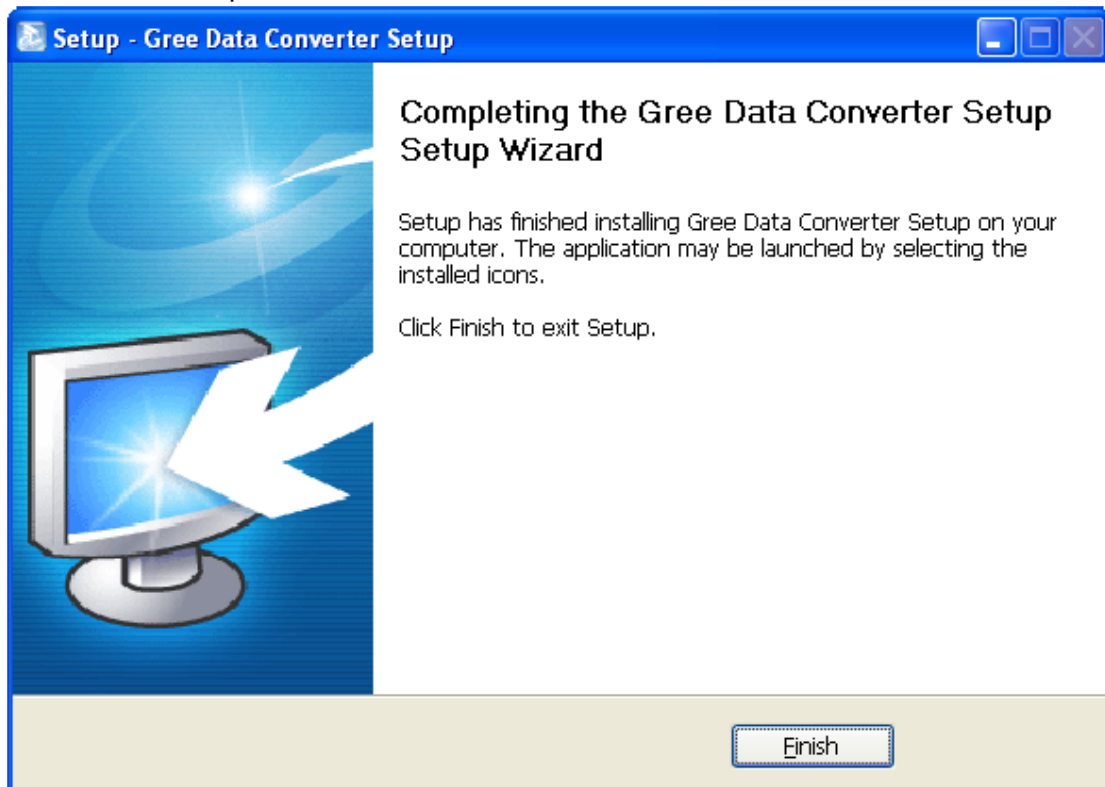 Setup - Gree Data Converter Setup
Completing the Gree Data Converter Setup
Setup Wizard
Setup has finished installing Gree Data Converter Setup on your
computer. The application may be launched by selecting the
installed icons.
Click Finish to exit Setup.
Finish